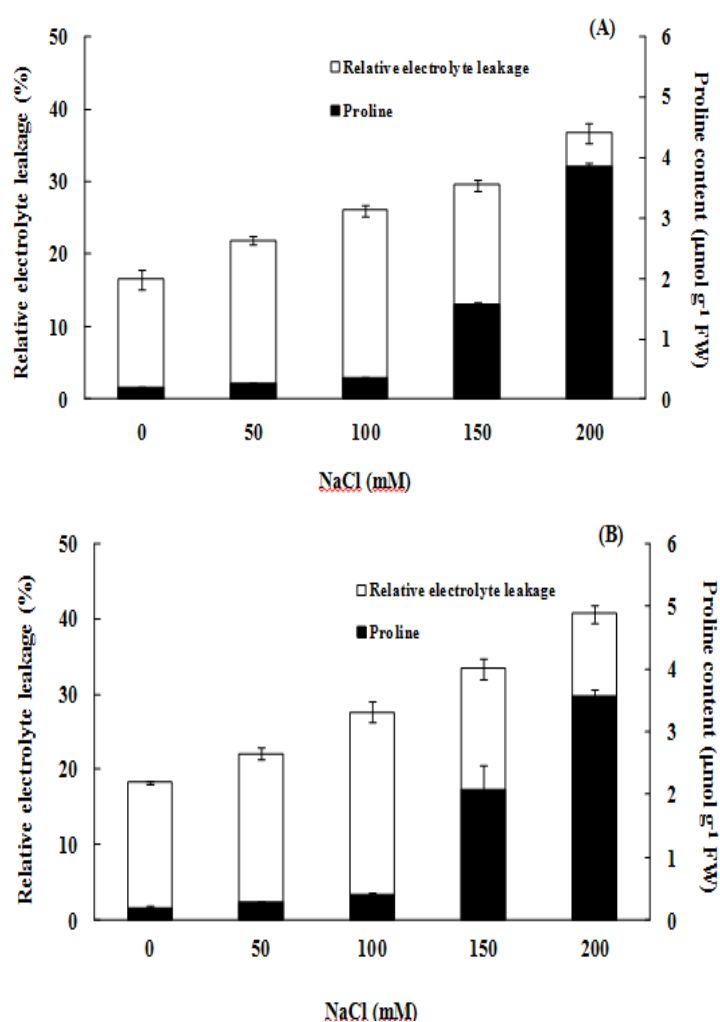 (A)
Relative electrolyte leakage (%)
50
40
30
20
10
0
Relative electrolyte leakage
Proline
6
5
4
3
2
1
0
Proline content (µmol g-1 FW)
0 50 100 150 200
NaCl (mM)
(B)
Relative electrolyte leakage (%)
50
40
30
20
10
0
Relative electrolyte leakage
Proline
6
5
4
3
2
1
0
Proline content (µmol g-1 FW)
0 50 100 150 200
NaCl (mM)